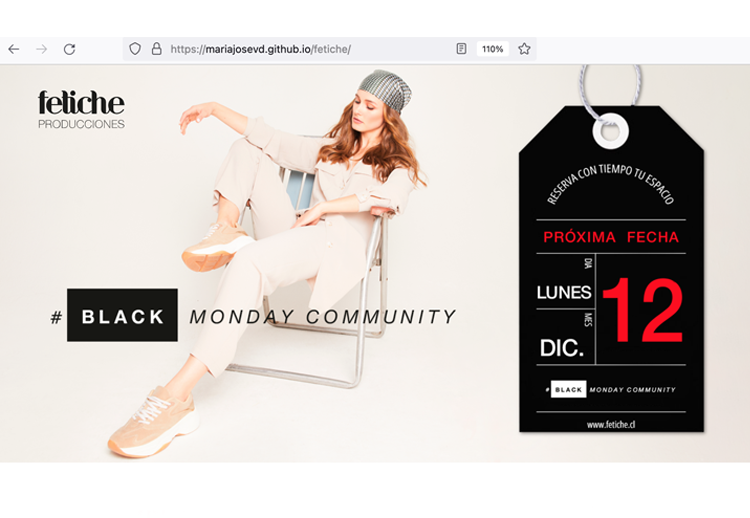 https://mariajosevd.github.io/fetiche/
110%
fetiche
PRODUCCIONES
# BLACK MONDAY COMMUNITY
RESERVA CON TIEMPO TU ESPACIO
PRÓXIMA FECHA
DÍA
LUNES
12
MES
DIC.
# BLACK MONDAY COMMUNITY
www.fetiche.cl